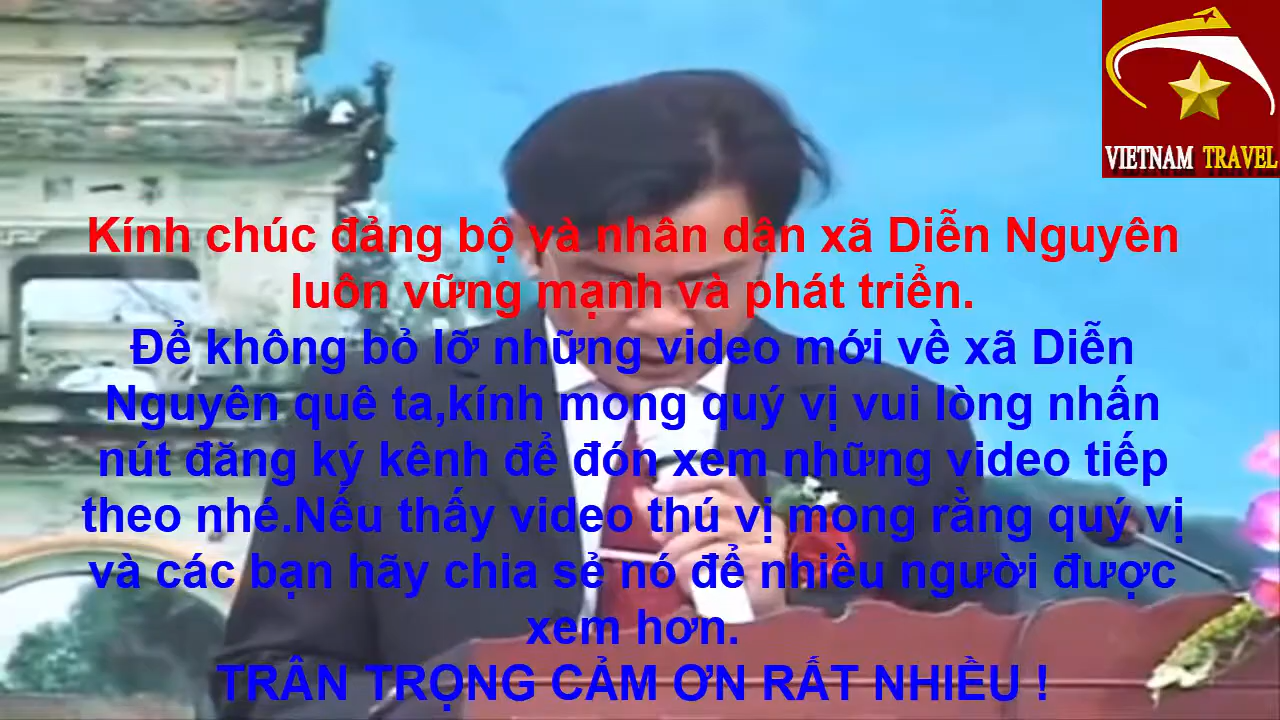 VIETNAM TRAVEL
Kính chúc đảng bộ và nhân dân xã Diễn Nguyên
luôn vững mạnh và phát triển.
Để không bỏ lỡ những video mới về xã Diễn
Nguyên quê ta,kính mong quý vị vui lòng nhấn
nút đăng ký kênh để đón xem những video tiếp
theo nhé.Nếu thấy video thú vị mong rằng quý vị
và các bạn hãy chia sẻ nó để nhiều người được
xem hơn.
TRÂN TRỌNG CẢM ƠN RẤT NHIỀU !